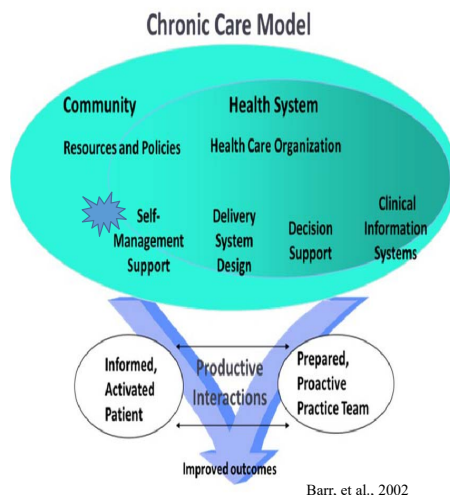 Chronic Care Model
Community
Health System
Resources and Policies
Health Care Organization
Self-
Management
Support
Delivery
System
Design
Decision
Support
Clinical
Information
Systems
Informed,
Activated
Patient
Productive
Interactions
Prepared,
Proactive
Practice Team
Improved outcomes
Barr, et al., 2002